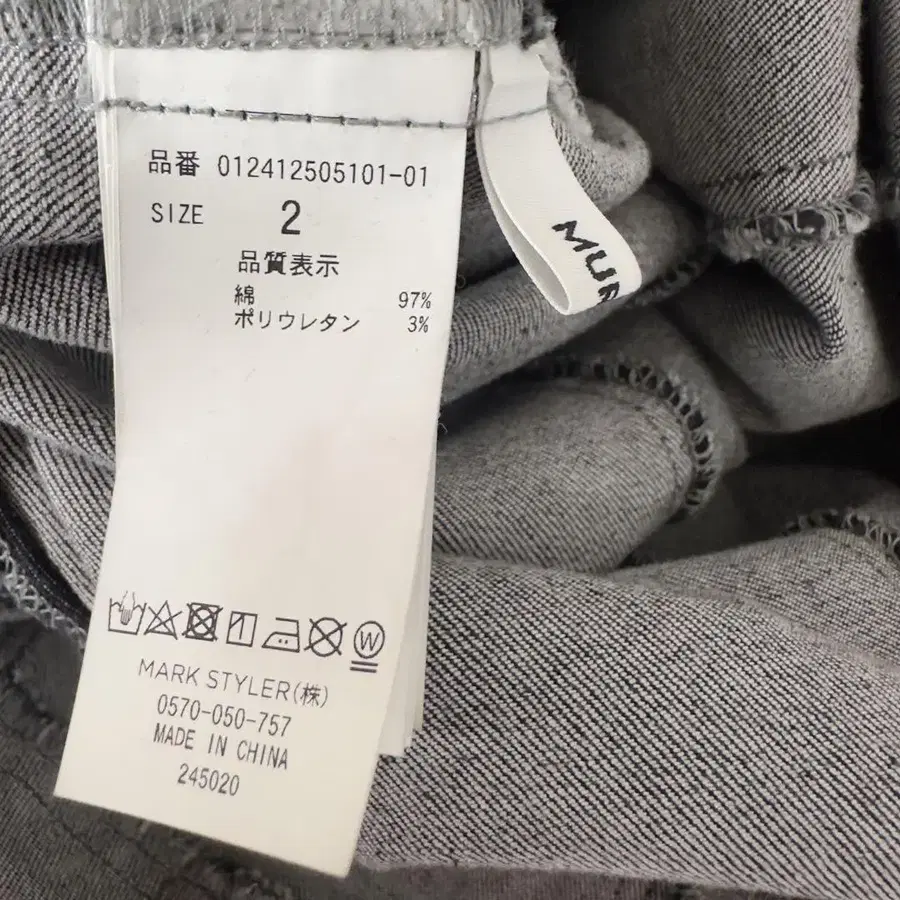 品番 012412505101-01
SIZE 2
品質表示
綿 97%
ポリウレタン 3%
W
MARK STYLER(株)
0570-050-757
MADE IN CHINA
245020